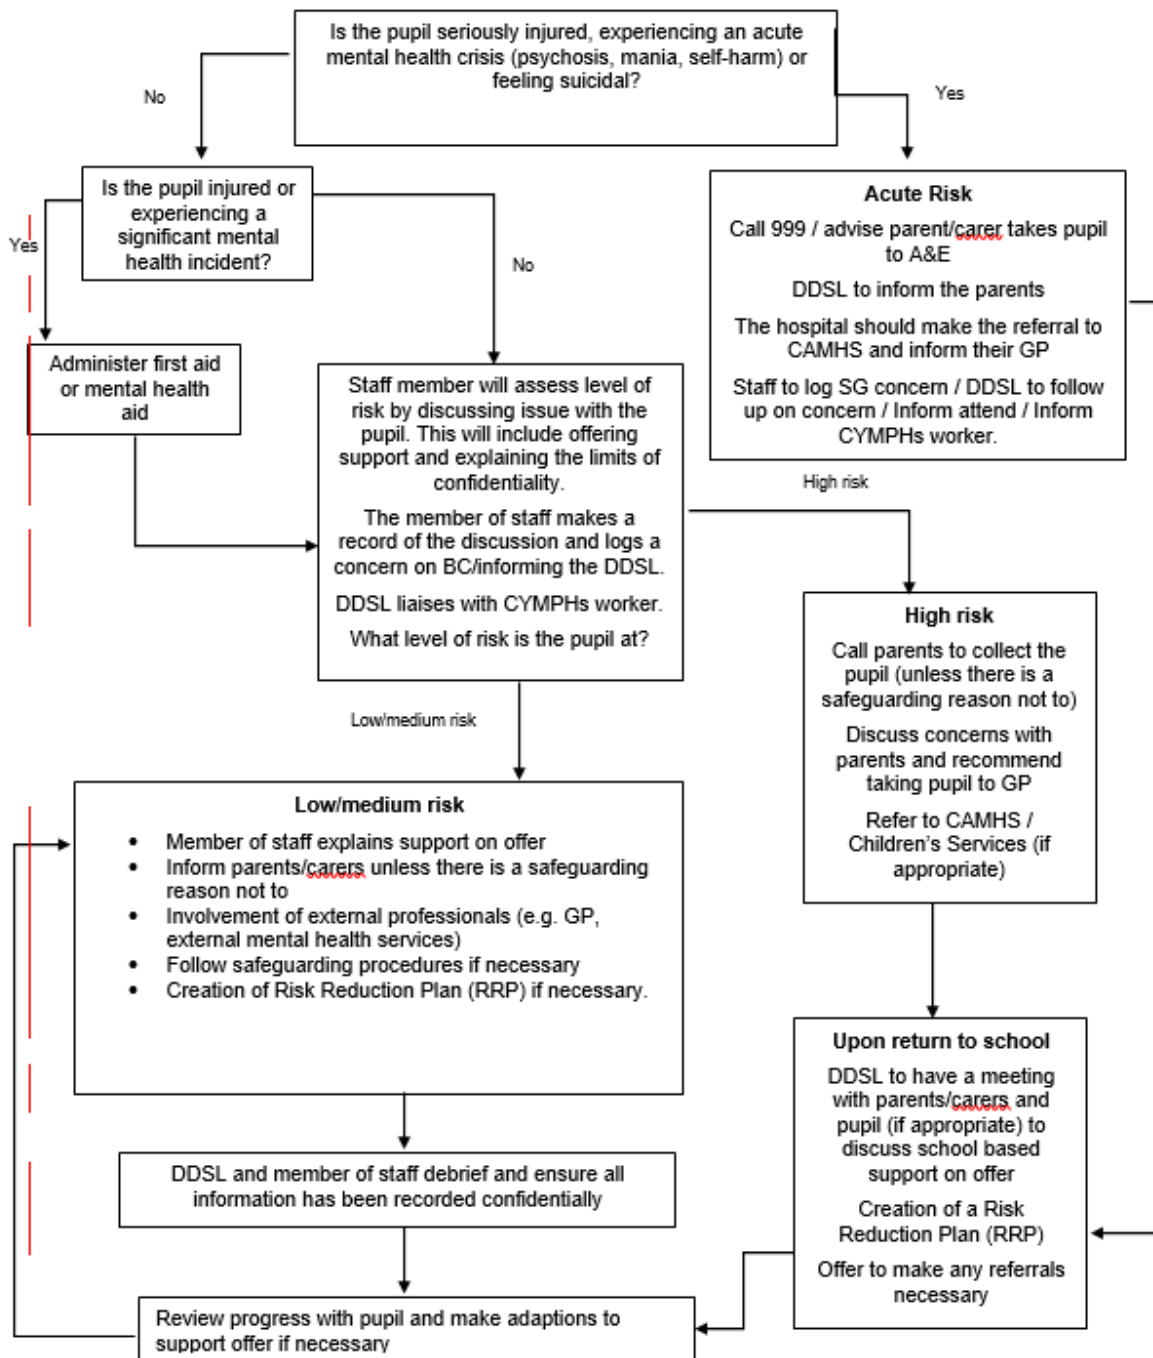 Is the pupil seriously injured, experiencing an acute
mental health crisis (psychosis, mania, self-harm) or
feeling suicidal?
No
Yes
Is the pupil injured or
experiencing a
significant mental
health incident?
Yes
No
Acute Risk
Call 999 / advise parent/carer takes pupil
to A&E
DDSL to inform the parents
The hospital should make the referral to
CAMHS and inform their GP
Staff to log SG concern / DDSL to follow
up on concern / Inform attend / Inform
CYMPHs worker.
Administer first aid
or mental health
aid
Staff member will assess level of
risk by discussing issue with the
pupil. This will include offering
support and explaining the limits of
confidentiality.
The member of staff makes a
record of the discussion and logs a
concern on BC/informing the DDSL.
DDSL liaises with CYMPHs worker.
What level of risk is the pupil at?
High risk
High risk
Call parents to collect the
pupil (unless there is a
safeguarding reason not to)
Discuss concerns with
parents and recommend
taking pupil to GP
Refer to CAMHS /
Children's Services (if
appropriate)
Low/medium risk
Low/medium risk
• Member of staff explains support on offer
• Inform parents/carers unless there is a safeguarding
reason not to
• Involvement of external professionals (e.g. GP,
external mental health services)
• Follow safeguarding procedures if necessary
• Creation of Risk Reduction Plan (RRP) if necessary.
Upon return to school
DDSL to have a meeting
with parents/carers and
pupil (if appropriate) to
discuss school based
support on offer
Creation of a Risk
Reduction Plan (RRP)
Offer to make any referrals
necessary
DDSL and member of staff debrief and ensure all
information has been recorded confidentially
Review progress with pupil and make adaptions to
support offer if necessary